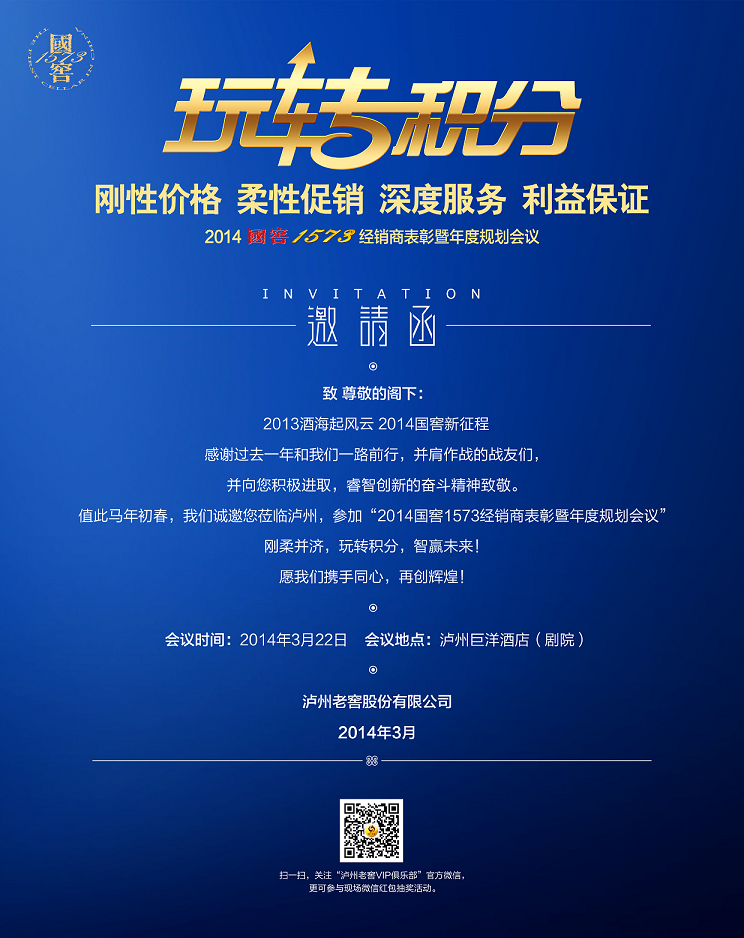 國窖
1573
THE FIRST CELLAR IN CHINA
玩转积分
刚性价格 柔性促销 深度服务 利益保证
2014 國窖1573 经销商表彰暨年度规划会议
INVITATION
邀請函
致 尊敬的阁下：
2013酒海起风云 2014国窖新征程
感谢过去一年和我们一路前行，并肩作战的战友们，
并向您积极进取，睿智创新的奋斗精神致敬。
值此马年初春，我们诚邀您莅临泸州，参加“2014国窖1573经销商表彰暨年度规划会议”
刚柔并济，玩转积分，智赢未来！
愿我们携手同心，再创辉煌！
会议时间：2014年3月22日 会议地点：泸州巨洋酒店（剧院）
泸州老窖股份有限公司
2014年3月
扫一扫，关注“泸州老窖VIP俱乐部”官方微信，
更可参与现场微信红包抽奖活动。